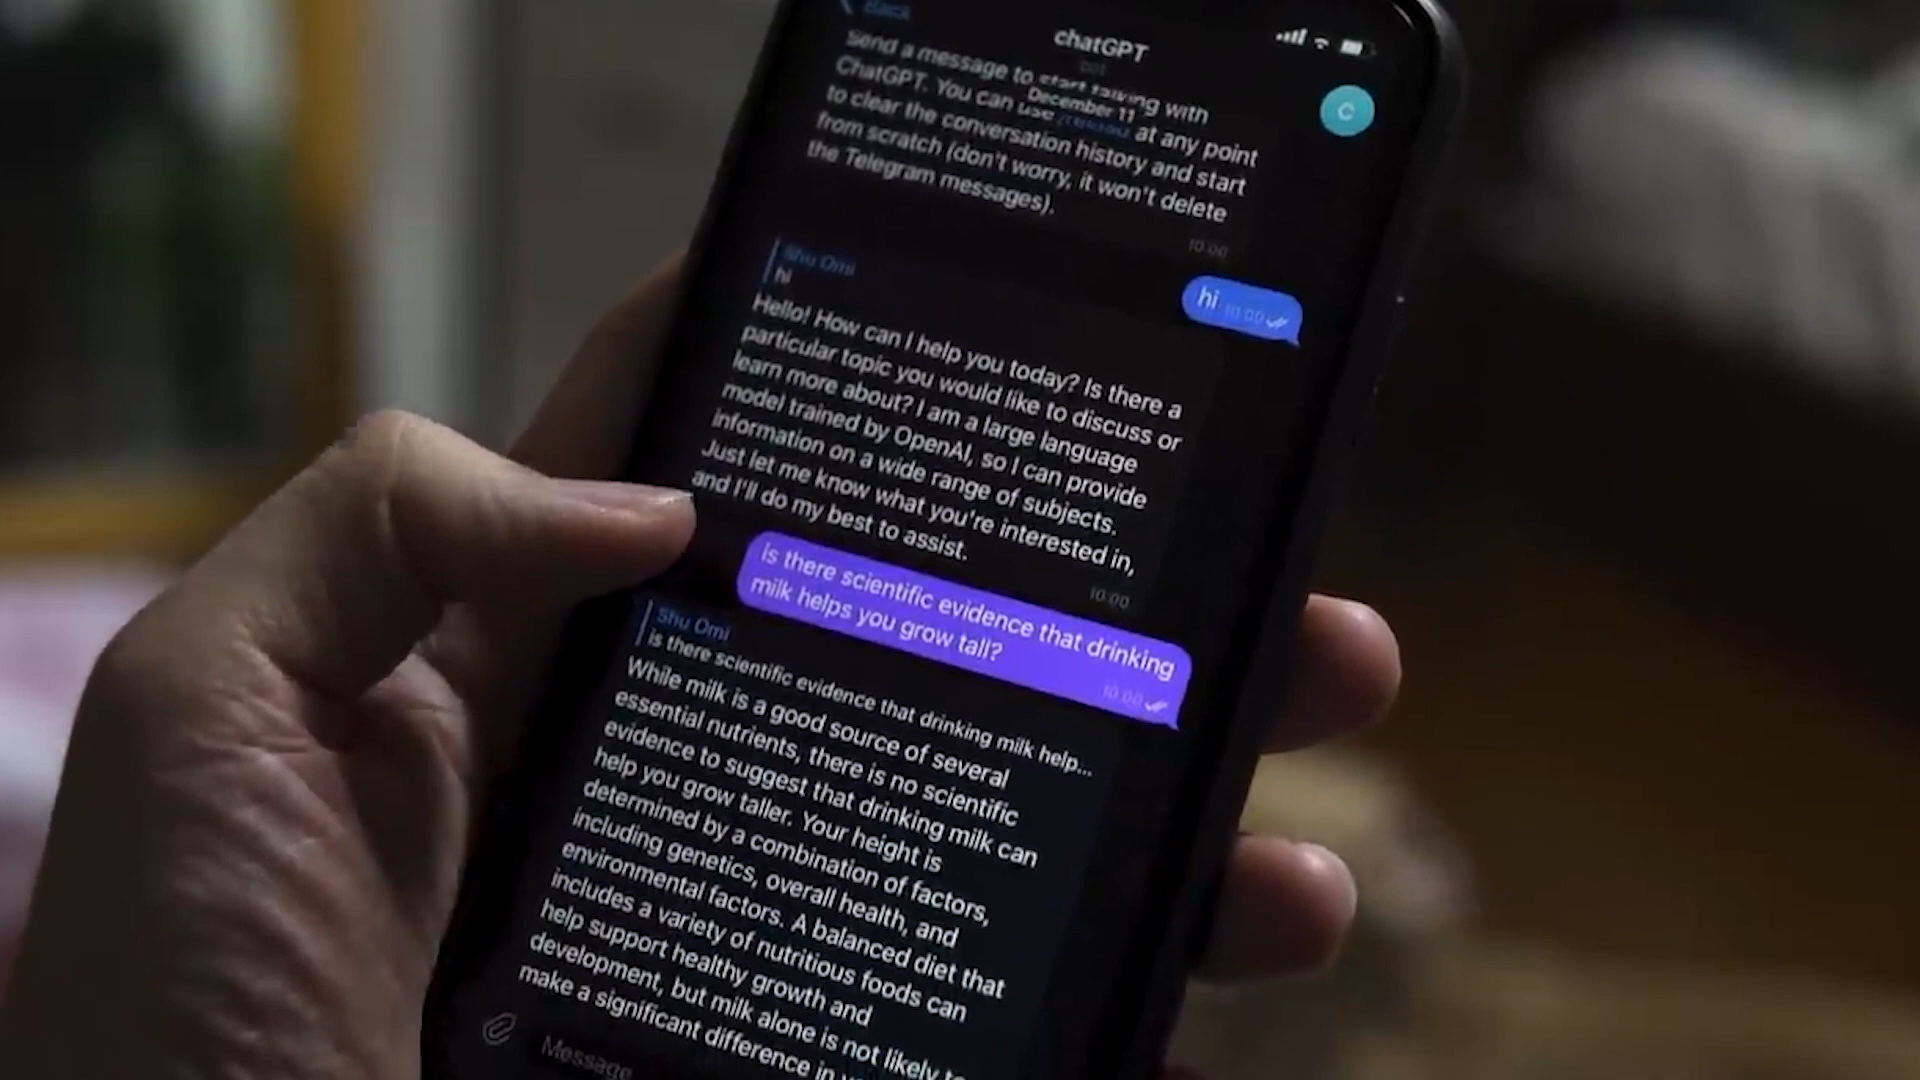 Back
chatGPT
bot
C
Send a message to start talking with
December 11
ChatGPT. You can use at any point
to clear the conversation history and start
from scratch (don't worry, it won't delete
the Telegram messages).
10:00
hi 10:00
Shu Omi
hi
Hello! How can I help you today? Is there a
particular topic you would like to discuss or
learn more about? I am a large language
model trained by OpenAI, so I can provide
information on a wide range of subjects.
Just let me know what you're interested in,
and I'll do my best to assist.
10:00
is there scientific evidence that drinking
milk helps you grow tall?
10:00
Shu Omi
is there scientific evidence that drinking milk help...
While milk is a good source of several
essential nutrients, there is no scientific
evidence to suggest that drinking milk can
help you grow taller. Your height is
determined by a combination of factors,
including genetics, overall health, and
environmental factors. A balanced diet that
includes a variety of nutritious foods can
help support healthy growth and
development, but milk alone is not likely to
make a significant difference in
Message